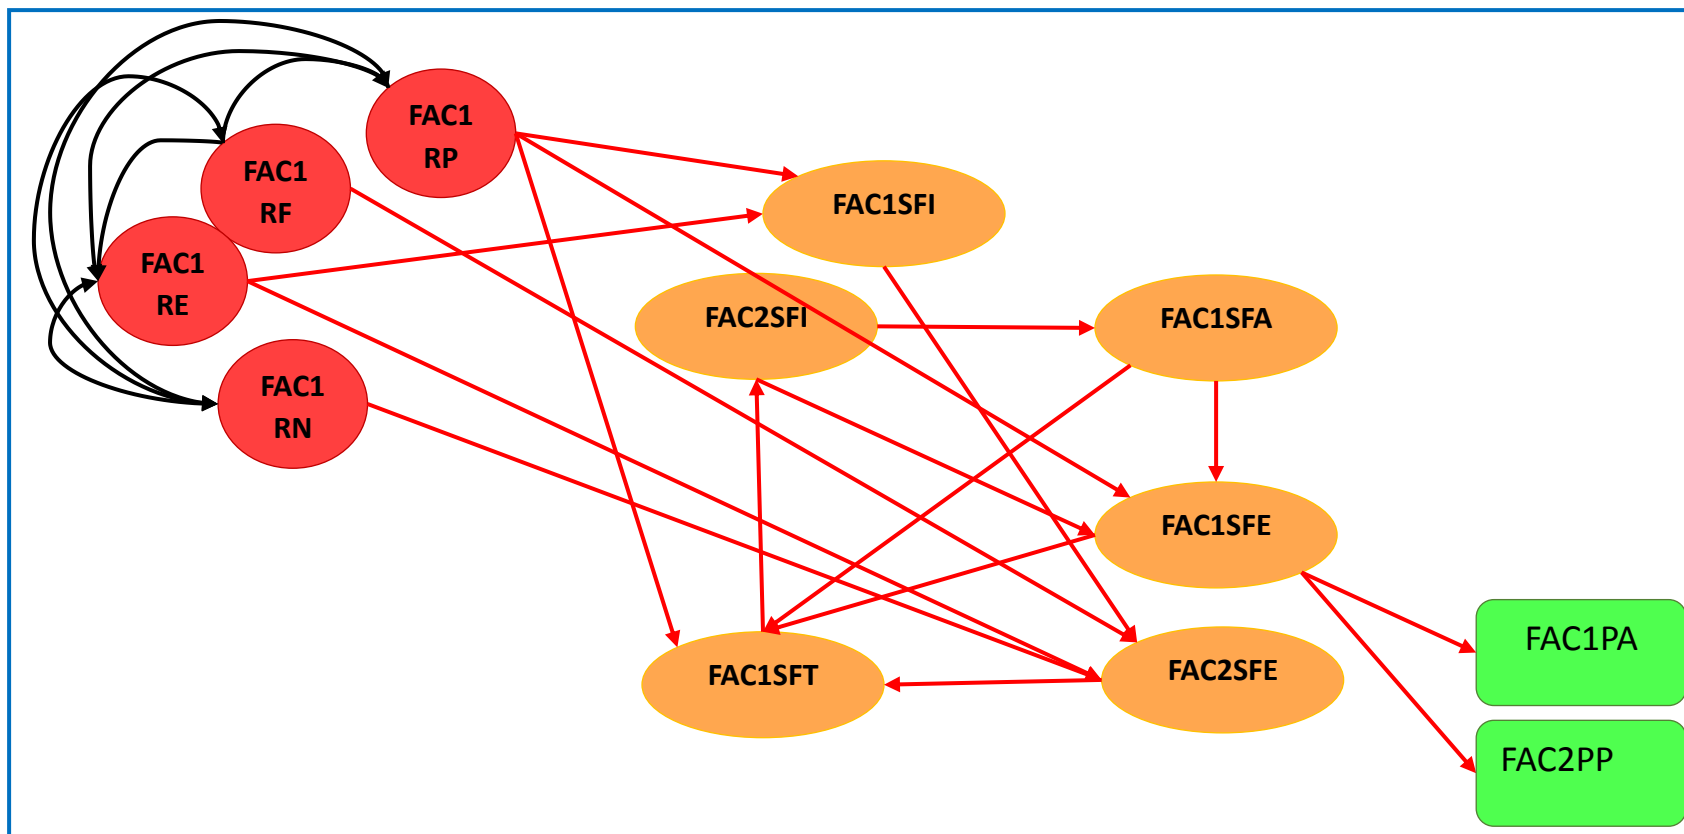 FAC1
RP
FAC1
RF
FAC1
RE
FAC1
RN
FAC1SFI
FAC2SFI
FAC1SFA
FAC1SFE
FAC1SFT
FAC2SFE
FAC1PA
FAC2PP